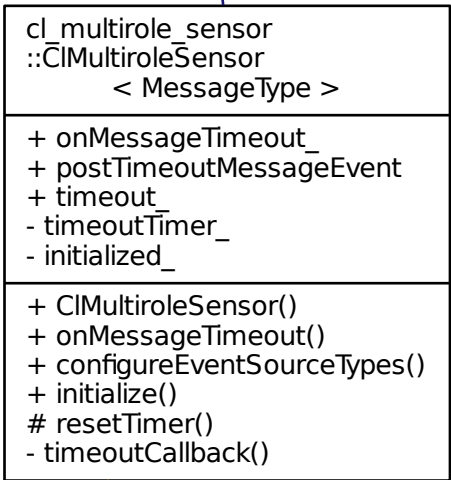 cl_multirole_sensor
::ClMultiroleSensor
< MessageType >
+ onMessageTimeout_
+ postTimeoutMessageEvent
+ timeout_
- timeoutTimer_
- initialized_
+ ClMultiroleSensor()
+ onMessageTimeout()
+ configureEventSourceTypes()
+ initialize()
# resetTimer()
- timeoutCallback()